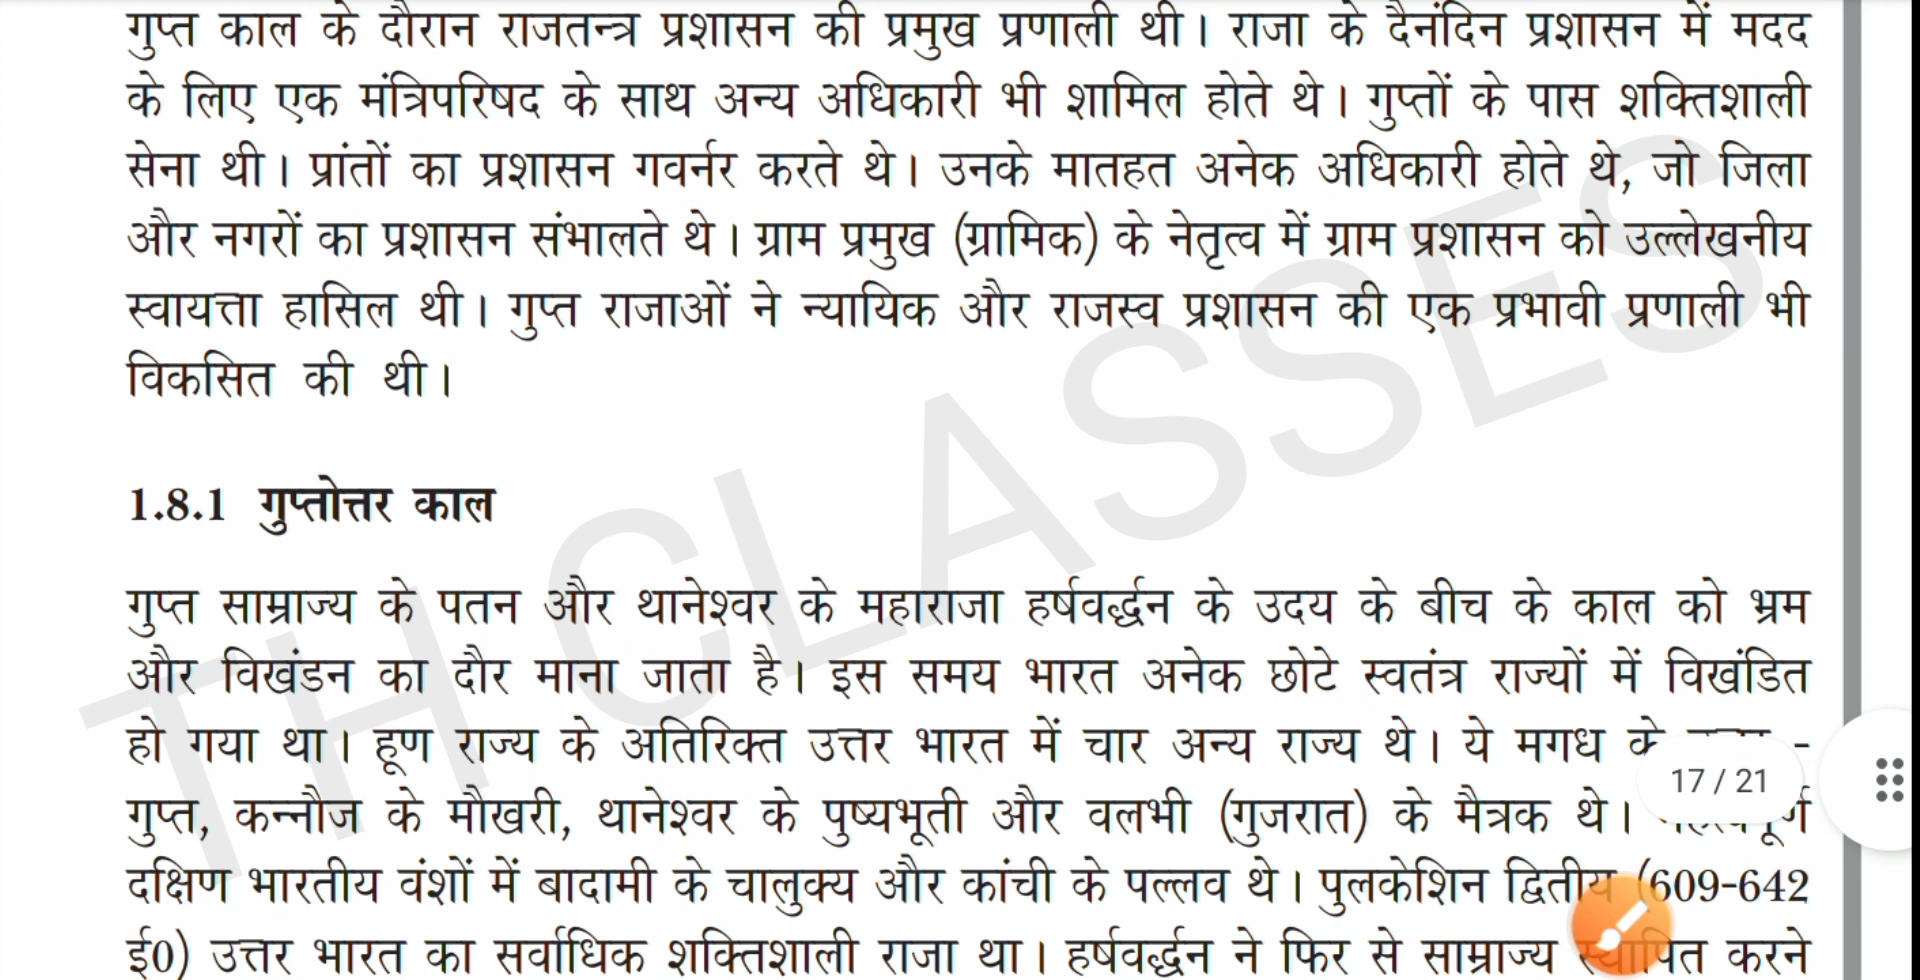 गुप्त काल के दौरान राजतन्त्र प्रशासन की प्रमुख प्रणाली थी। राजा के दैनंदिन प्रशासन में मदद
के लिए एक मंत्रिपरिषद के साथ अन्य अधिकारी भी शामिल होते थे। गुप्तों के पास शक्तिशाली
सेना थी। प्रांतों का प्रशासन गवर्नर करते थे। उनके मातहत अनेक अधिकारी होते थे, जो जिला
और नगरों का प्रशासन संभालते थे। ग्राम प्रमुख (ग्रामिक) के नेतृत्व में ग्राम प्रशासन को उल्लेखनीय
स्वायत्ता हासिल थी। गुप्त राजाओं ने न्यायिक और राजस्व प्रशासन की एक प्रभावी प्रणाली भी
विकसित की थी।
TH CLASSES
1.8.1 गुप्तोत्तर काल
गुप्त साम्राज्य के पतन और थानेश्वर के महाराजा हर्षवर्द्धन के उदय के बीच के काल को भ्रम
और विखंडन का दौर माना जाता है। इस समय भारत अनेक छोटे स्वतंत्र राज्यों में विखंडित
हो गया था। हूण राज्य के अतिरिक्त उत्तर भारत में चार अन्य राज्य थे। ये मगध के
17 / 21
गुप्त, कन्नौज के मौखरी, थानेश्वर के पुष्यभूती और वलभी (गुजरात) के मैत्रक थे।
दक्षिण भारतीय वंशों में बादामी के चालुक्य और कांची के पल्लव थे। पुलकेशिन द्वितीय (609-642
ई0) उत्तर भारत का सर्वाधिक शक्तिशाली राजा था। हर्षवर्द्धन ने फिर से साम्राज्य स्थापित करने